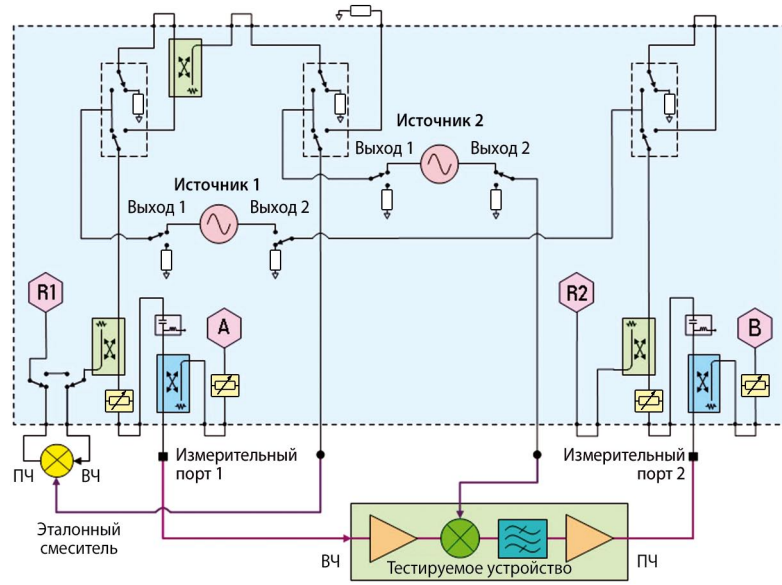 Источник 2
Выход 1
Выход 2
Источник 1
Выход 1
Выход 2
R1
A
R2
B
ПЧ
ВЧ
Измерительный
порт 1
Измерительный
порт 2
Эталонный
смеситель
ВЧ
Тестируемое устройство
ПЧ